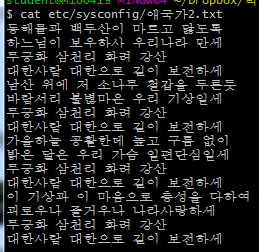 student@M100419 MINGW64 ~/Dropbox/
$ cat etc/sysconfig/애국가2.txt
동해물과 백두산이 마르고 닳도록
하느님이 보우하사 우리나라 만세
무궁화 삼천리 화려 강산
대한사람 대한으로 길이 보전하세
남산 위에 저 소나무 철갑을 두른듯
바람서리 불볍마은 우리 기상일세
무궁화 삼천리 화려 강산
대한사람 대한으로 길이 보전하세
가을하늘 공활한데 높고 구름 없이
밝은 달은 우리 가슴 일편단심일세
무궁화 삼천리 화려 강산
대한사람 대한으로 길이 보전하세
이 기상과 이 마음으로 충성을 다하여
괴로우나 즐거우나 나라사랑하세
무궁화 삼천리 화려 강산
대한사람 대한으로 길이 보전하세